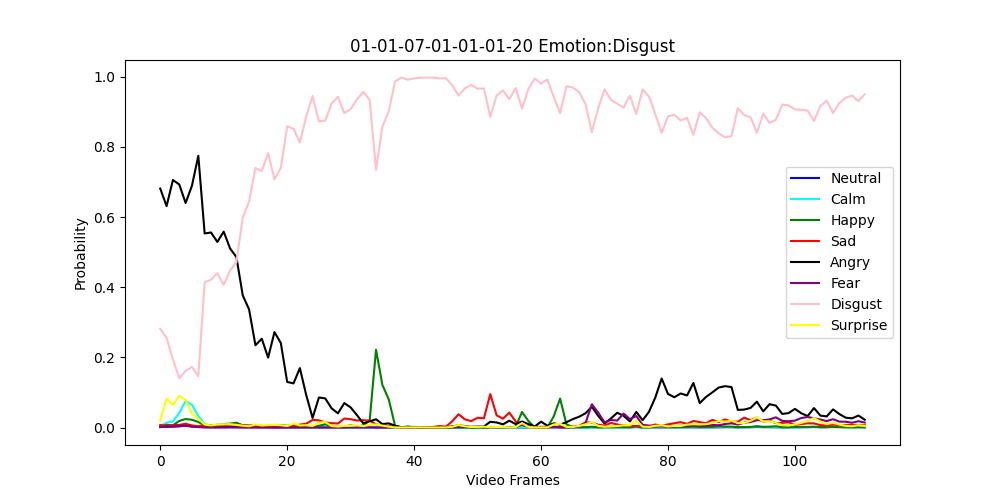 01-01-07-01-01-01-20 Emotion:Disgust
Probability
1.0
0.8
0.6
0.4
0.2
0.0
0 20 40 60 80 100
Video Frames
Neutral
Calm
Happy
Sad
Angry
Fear
Disgust
Surprise